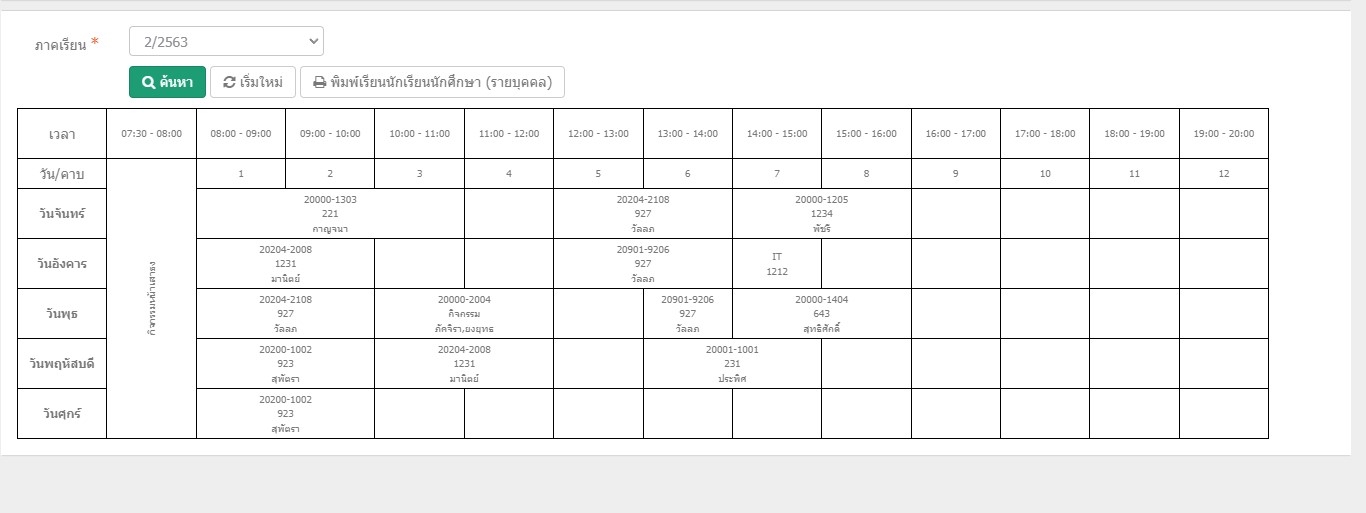 ภาคเรียน *
2/2563
ค้นหา
เริ่มใหม่
พิมพ์เรียนนักเรียนนักศึกษา (รายบุคคล)
เวลา 07:30 - 08:00 08:00 - 09:00 09:00 - 10:00 10:00 - 11:00 11:00 - 12:00 12:00 - 13:00 13:00 - 14:00 14:00 - 15:00 15:00 - 16:00 16:00 - 17:00 17:00 - 18:00 18:00 - 19:00 19:00 - 20:00
วัน/คาบ 1 2 3 4 5 6 7 8 9 10 11 12
กิจกรรมหน้าเสาธง
วันจันทร์
20000-1303
221
กาญจนา
20204-2108
927
วัลลภ
20000-1205
1234
พัชรี
วันอังคาร
20204-2008
1231
มานิตย์
20901-9206
927
วัลลภ
IT
1212
วันพุธ
20204-2108
927
วัลลภ
20000-2004
กิจกรรม
ภัคจิรา,ยงยุทธ
20901-9206
927
วัลลภ
20000-1404
643
สุทธิศักดิ์
วันพฤหัสบดี
20200-1002
923
สุพัตรา
20204-2008
1231
มานิตย์
20001-1001
231
ประพิศ
วันศุกร์
20200-1002
923
สุพัตรา